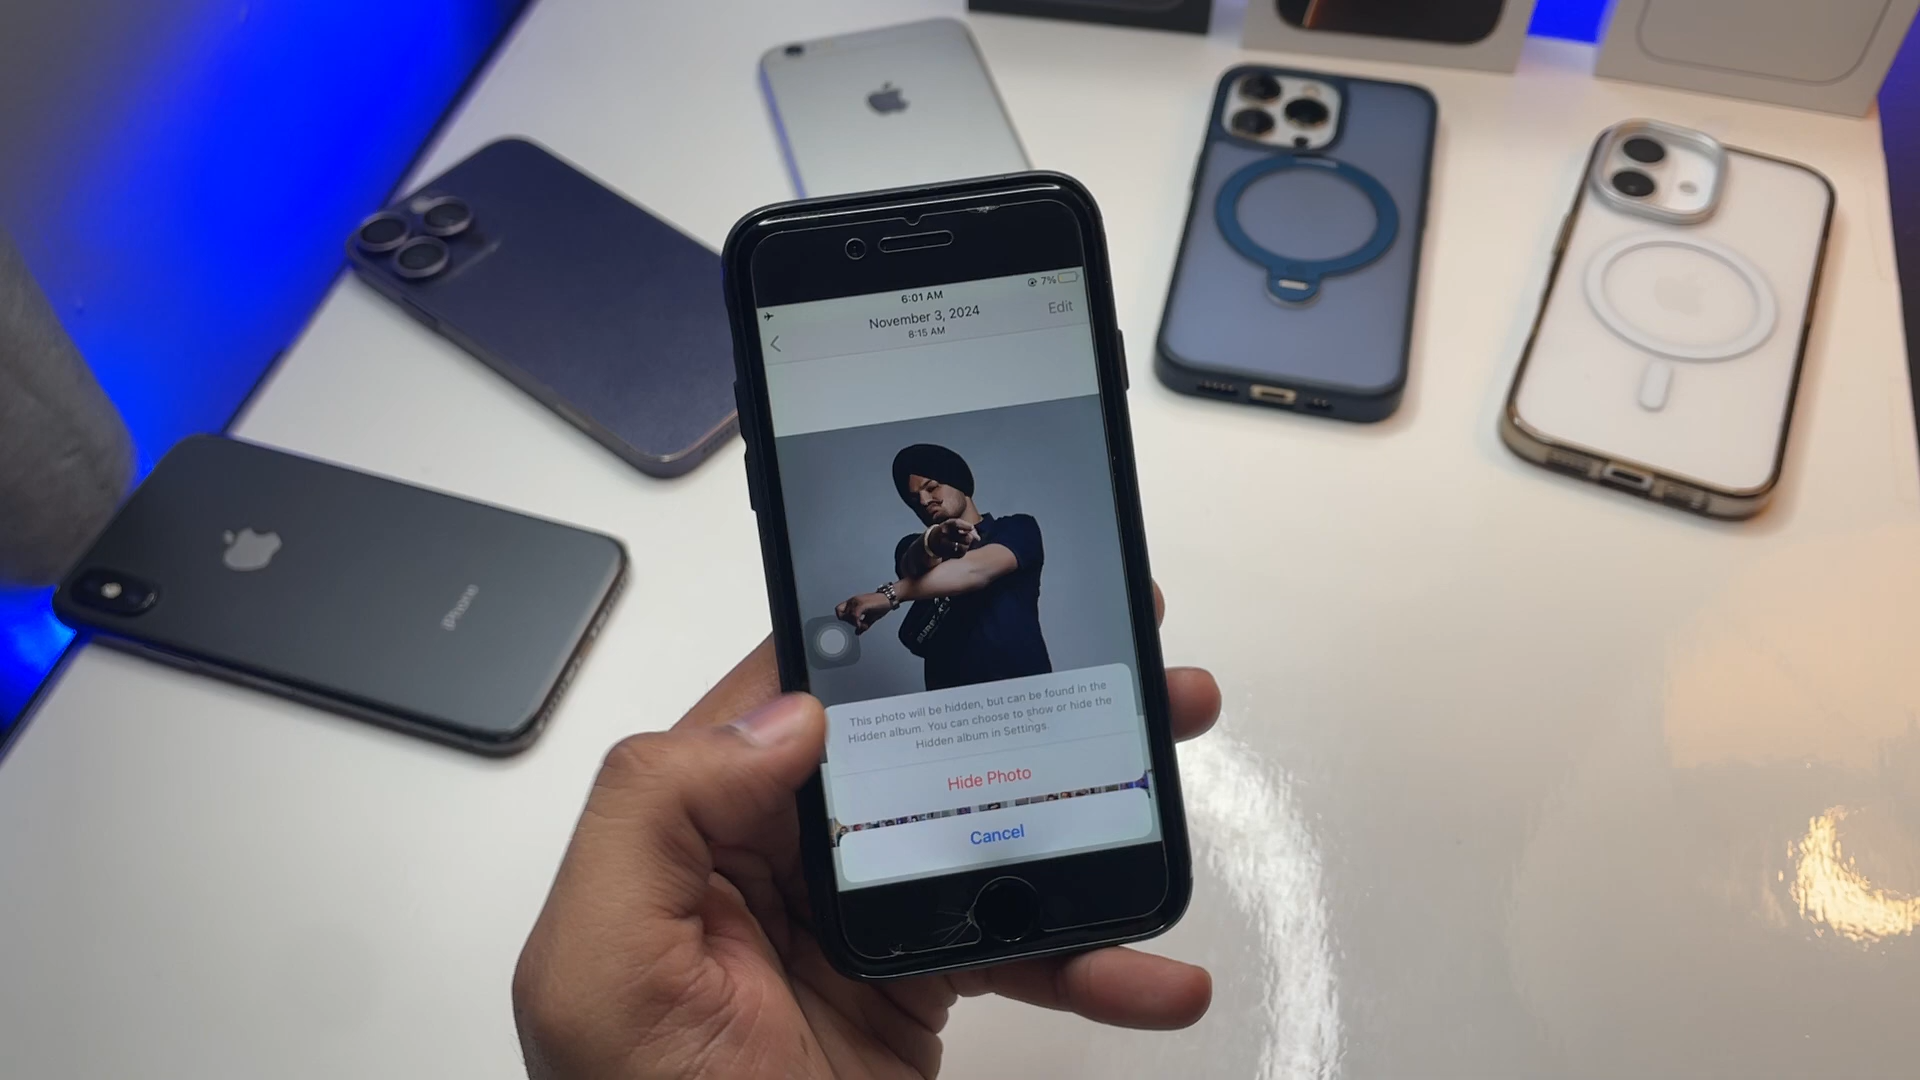 6:01 AM
7%
November 3, 2024
8:15 AM
Edit
This photo will be hidden, but can be found in the
Hidden album. You can choose to show or hide the
Hidden album in Settings.
Hide Photo
Cancel
iPhone